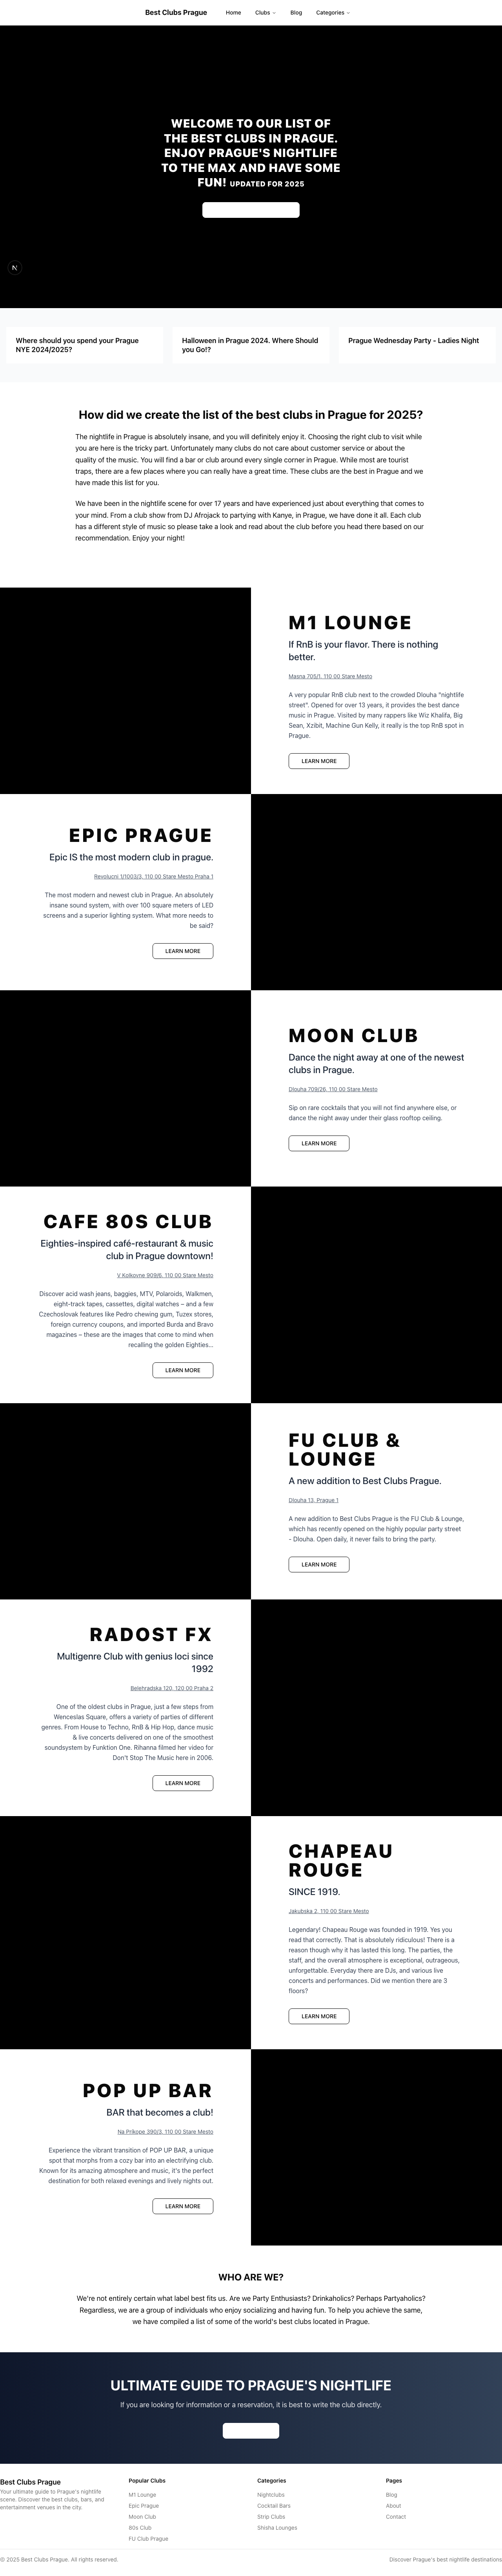 Best Clubs Prague Home Clubs Blog Categories
WELCOME TO OUR LIST OF
THE BEST CLUBS IN PRAGUE.
ENJOY PRAGUE'S NIGHTLIFE
TO THE MAX AND HAVE SOME
FUN! UPDATED FOR 2025
N
Where should you spend your Prague
NYE 2024/2025?
Halloween in Prague 2024. Where Should
you Go!?
Prague Wednesday Party - Ladies Night
How did we create the list of the best clubs in Prague for 2025?
The nightlife in Prague is absolutely insane, and you will definitely enjoy it. Choosing the right club to visit while
you are here is the tricky part. Unfortunately many clubs do not care about customer service or about the
quality of the music. You will find a bar or club around every single corner in Prague. While most are tourist
traps, there are a few places where you can really have a great time. These clubs are the best in Prague and we
have made this list for you.
We have been in the nightlife scene for over 17 years and have experienced just about everything that comes to
your mind. From a club show from DJ Afrojack to partying with Kanye, in Prague, we have done it all. Each club
has a different style of music so please take a look and read about the club before you head there based on our
recommendation. Enjoy your night!
M1 LOUNGE
If RnB is your flavor. There is nothing
better.
Masna 705/1, 110 00 Stare Mesto
A very popular RnB club next to the crowded Dlouha "nightlife
street". Opened for over 13 years, it provides the best dance
music in Prague. Visited by many rappers like Wiz Khalifa, Big
Sean, Xzibit, Machine Gun Kelly, it really is the top RnB spot in
Prague.
LEARN MORE
EPIC PRAGUE
Epic IS the most modern club in prague.
Revolucni 1/1003/3, 110 00 Stare Mesto Praha 1
The most modern and newest club in Prague. An absolutely
insane sound system, with over 100 square meters of LED
screens and a superior lighting system. What more needs to
be said?
LEARN MORE
MOON CLUB
Dance the night away at one of the newest
clubs in Prague.
Dlouha 709/26, 110 00 Stare Mesto
Sip on rare cocktails that you will not find anywhere else, or
dance the night away under their glass rooftop ceiling.
LEARN MORE
CAFE 80S CLUB
Eighties-inspired café-restaurant & music
club in Prague downtown!
V Kolkovne 909/6, 110 00 Stare Mesto
Discover acid wash jeans, baggies, MTV, Polaroids, Walkmen,
eight-track tapes, cassettes, digital watches – and a few
Czechoslovak features like Pedro chewing gum, Tuzex stores,
foreign currency coupons, and imported Burda and Bravo
magazines – these are the images that come to mind when
recalling the golden Eighties...
LEARN MORE
FU CLUB &
LOUNGE
A new addition to Best Clubs Prague.
Dlouha 13, Prague 1
A new addition to Best Clubs Prague is the FU Club & Lounge,
which has recently opened on the highly popular party street
- Dlouha. Open daily, it never fails to bring the party.
LEARN MORE
RADOST FX
Multigenre Club with genius loci since
1992
Belehradska 120, 120 00 Praha 2
One of the oldest clubs in Prague, just a few steps from
Wenceslas Square, offers a variety of parties of different
genres. From House to Techno, RnB & Hip Hop, dance music
& live concerts delivered on one of the smoothest
soundsystem by Funktion One. Rihanna filmed her video for
Don't Stop The Music here in 2006.
LEARN MORE
CHAPEAU
ROUGE
SINCE 1919.
Jakubska 2, 110 00 Stare Mesto
Legendary! Chapeau Rouge was founded in 1919. Yes you
read that correctly. That is absolutely ridiculous! There is a
reason though why it has lasted this long. The parties, the
staff, and the overall atmosphere is exceptional, outrageous,
unforgettable. Everyday there are DJs, and various live
concerts and performances. Did we mention there are 3
floors?
LEARN MORE
POP UP BAR
BAR that becomes a club!
Na Príkope 390/3, 110 00 Stare Mesto
Experience the vibrant transition of POP UP BAR, a unique
spot that morphs from a cozy bar into an electrifying club.
Known for its amazing atmosphere and music, it's the perfect
destination for both relaxed evenings and lively nights out.
LEARN MORE
WHO ARE WE?
We're not entirely certain what label best fits us. Are we Party Enthusiasts? Drinkaholics? Perhaps Partyaholics?
Regardless, we are a group of individuals who enjoy socializing and having fun. To help you achieve the same,
we have compiled a list of some of the world's best clubs located in Prague.
ULTIMATE GUIDE TO PRAGUE'S NIGHTLIFE
If you are looking for information or a reservation, it is best to write the club directly.
Best Clubs Prague
Your ultimate guide to Prague's nightlife
scene. Discover the best clubs, bars, and
entertainment venues in the city.
Popular Clubs
M1 Lounge
Epic Prague
Moon Club
80s Club
FU Club Prague
Categories
Nightclubs
Cocktail Bars
Strip Clubs
Shisha Lounges
Pages
Blog
About
Contact
© 2025 Best Clubs Prague. All rights reserved.
Discover Prague's best nightlife destinations